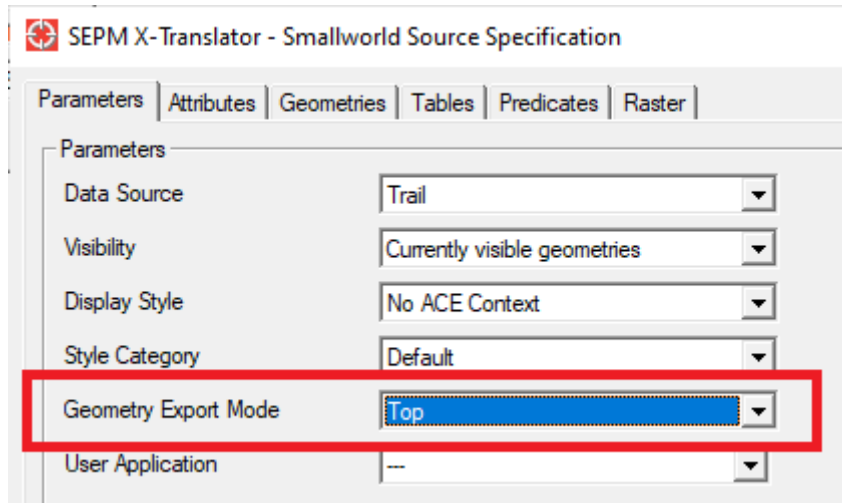 SEPM X-Translator - Smallworld Source Specification
Parameters Attributes Geometries Tables Predicates Raster
Parameters
Data Source Trail
Visibility Currently visible geometries
Display Style No ACE Context
Style Category Default
Geometry Export Mode Top
User Application ---